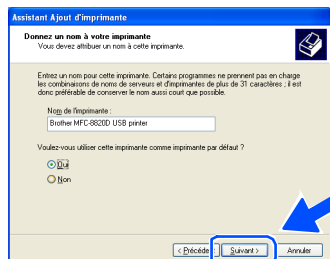 Assistant Ajout d'imprimante
Donnez un nom à votre imprimante
Vous devez attribuer un nom à cette imprimante.
Entrez un nom pour cette imprimante. Certains programmes ne prennent pas en charge
les combinaisons de noms de serveurs et d'imprimantes de plus de 31 caractères ; il est
donc préférable de conserver le nom aussi court que possible.
Nom de l'imprimante :
Brother MFC-8820D USB printer
Voulez-vous utiliser cette imprimante comme imprimante par défaut ?
Oui
Non
< Précéde
Suivant >
Annuler